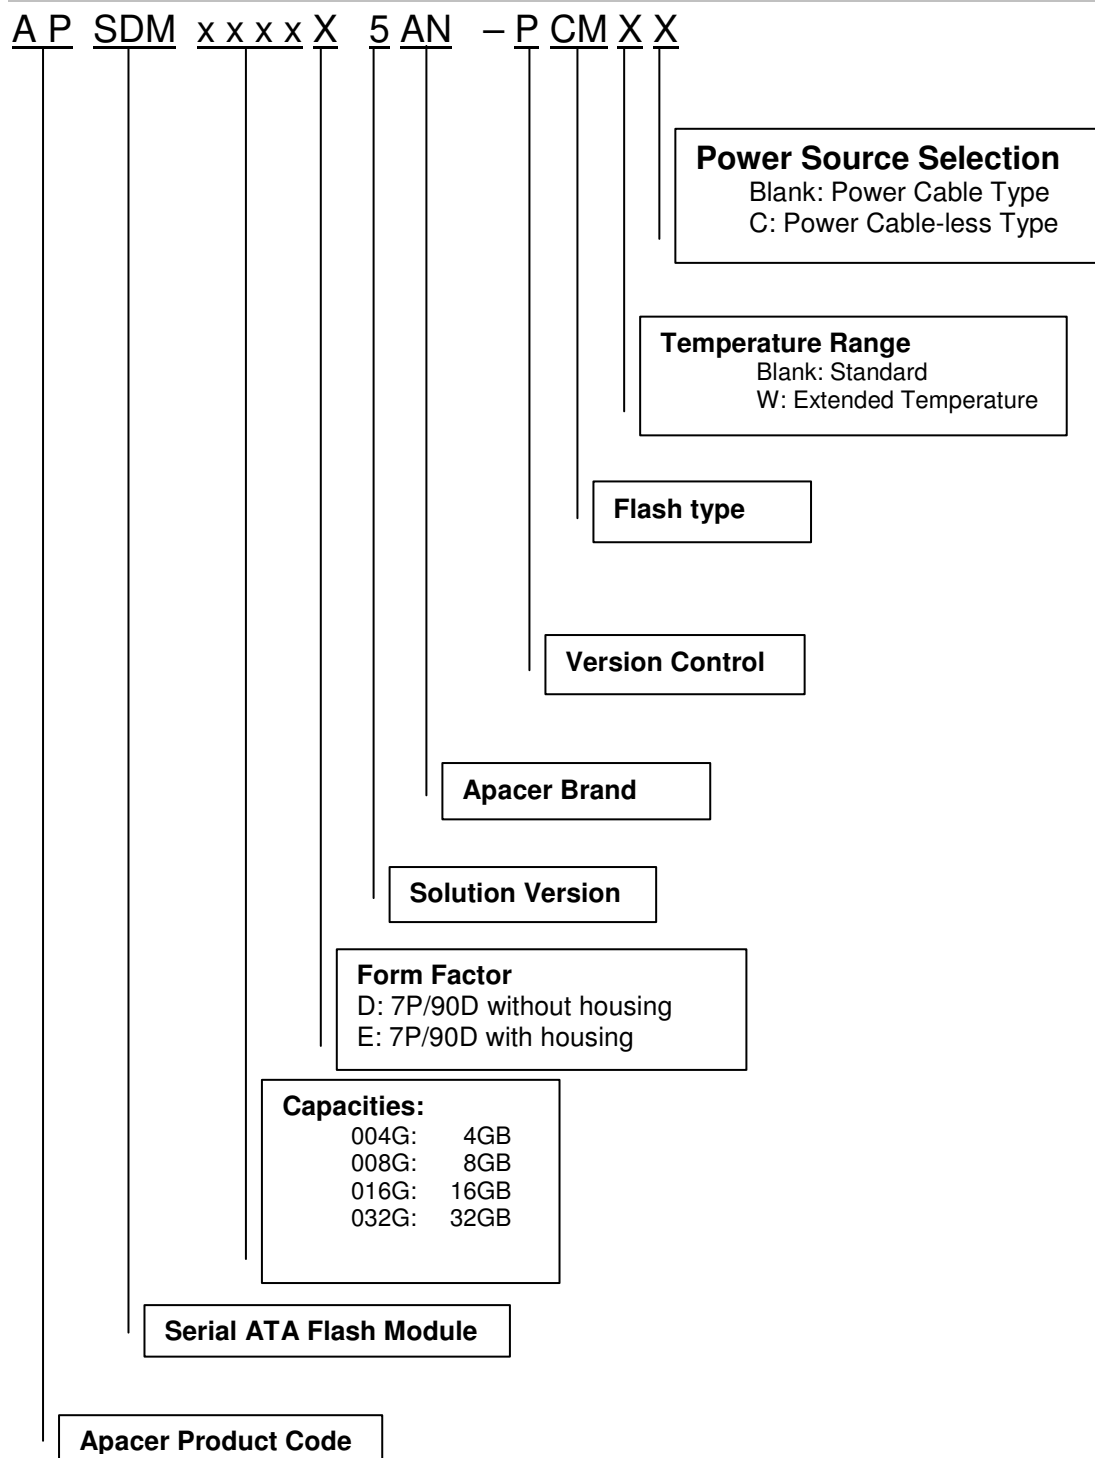 A P SDM x x x x X 5 AN – P CM X X
Power Source Selection
Blank: Power Cable Type
C: Power Cable-less Type
Temperature Range
Blank: Standard
W: Extended Temperature
Flash type
Version Control
Apacer Brand
Solution Version
Form Factor
D: 7P/90D without housing
E: 7P/90D with housing
Capacities:
004G: 4GB
008G: 8GB
016G: 16GB
032G: 32GB
Serial ATA Flash Module
Apacer Product Code